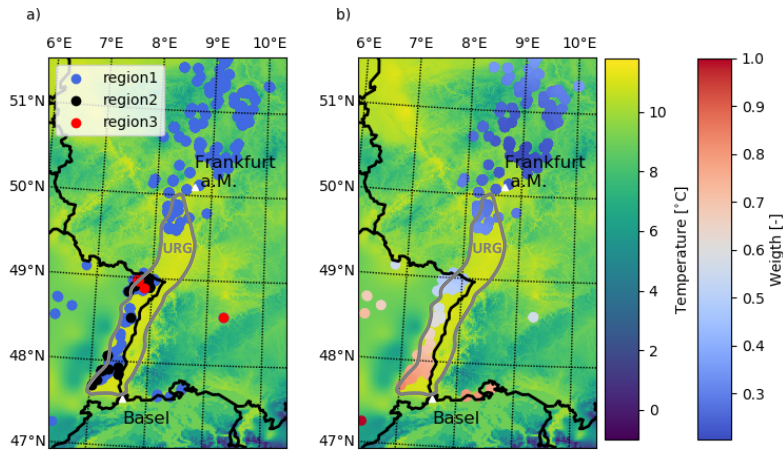 a)
b)
6°E 7°E 8°E 9°E 10°E
6°E 7°E 8°E 9°E 10°E
region1
region2
region3
51°N
50°N
49°N
48°N
47°N
Frankfurt
a.M.
URG
Basel
51°N
50°N
49°N
48°N
47°N
Frankfurt
a.M.
URG
Basel
10
8
6
4
2
0
Temperature [°C]
1.0
0.9
0.8
0.7
0.6
0.5
0.4
0.3
Weigth [-]